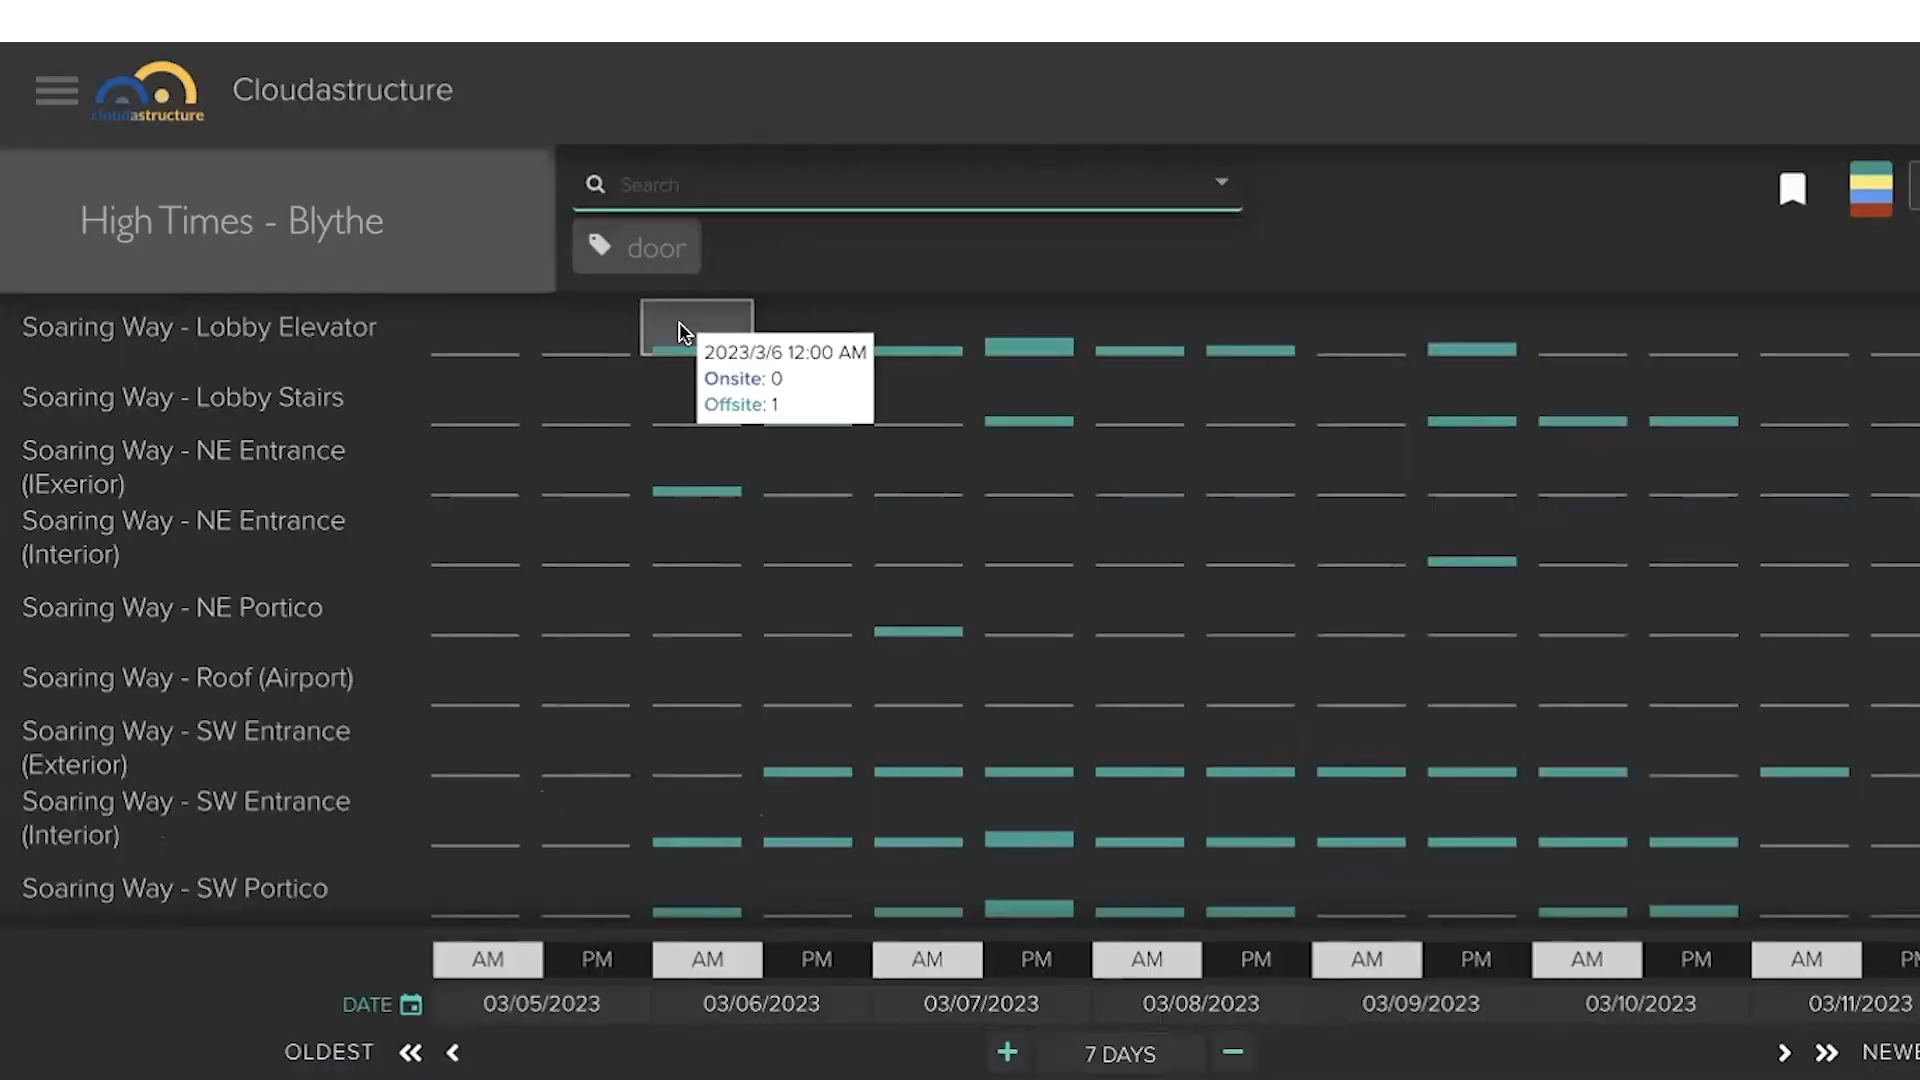 cloudastructure
Cloudastructure
High Times - Blythe
Search
door
Soaring Way - Lobby Elevator
2023/3/6 12:00 AM
Onsite: 0
Offsite: 1
Soaring Way - Lobby Stairs
Soaring Way - NE Entrance
(IExerior)
Soaring Way - NE Entrance
(Interior)
Soaring Way - NE Portico
Soaring Way - Roof (Airport)
Soaring Way - SW Entrance
(Exterior)
Soaring Way - SW Entrance
(Interior)
Soaring Way - SW Portico
AM PM AM PM AM PM AM PM AM PM AM PM AM PM
DATE 03/05/2023 03/06/2023 03/07/2023 03/08/2023 03/09/2023 03/10/2023 03/11/2023
OLDEST + 7 DAYS − NEWE